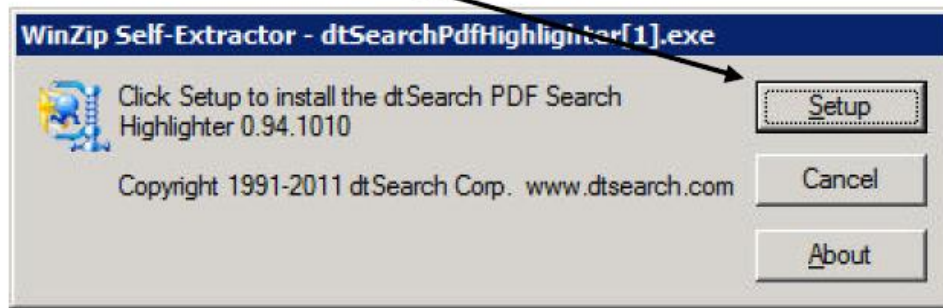 WinZip Self-Extractor - dtSearchPdfHighlighter[1].exe
Click Setup to install the dtSearch PDF Search
Highlighter 0.94.1010
Copyright 1991-2011 dtSearch Corp.  www.dtsearch.com
Setup
Cancel
About